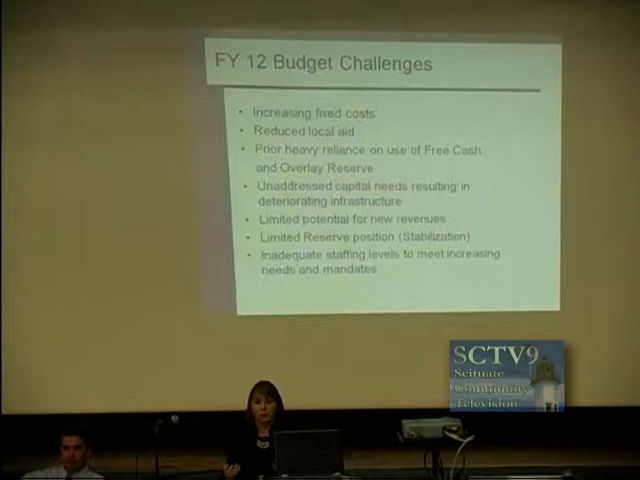 FY 12 Budget Challenges
• Increasing fixed costs
• Reduced local aid
• Prior heavy reliance on use of Free Cash
and Overlay Reserve
• Unaddressed capital needs resulting in
deteriorating infrastructure
• Limited potential for new revenues
• Limited Reserve position (Stabilization)
• Inadequate staffing levels to meet increasing
needs and mandates
SCTV9
Scituate
Community
Television